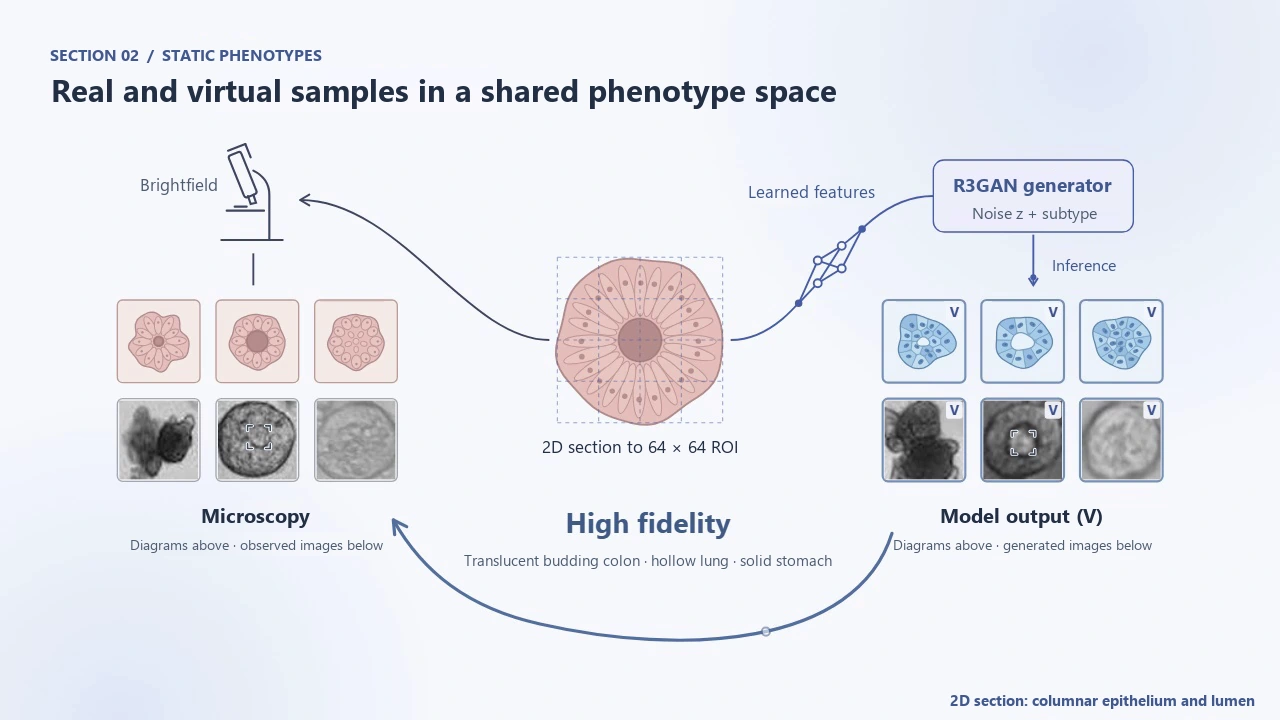 SECTION 02 / STATIC PHENOTYPES
Real and virtual samples in a shared phenotype space
Brightfield
Learned features
R3GAN generator
Noise z + subtype
Inference
V
V
V
V
V
V
2D section to 64 × 64 ROI
Microscopy
Diagrams above · observed images below
High fidelity
Translucent budding colon · hollow lung · solid stomach
Model output (V)
Diagrams above · generated images below
2D section: columnar epithelium and lumen